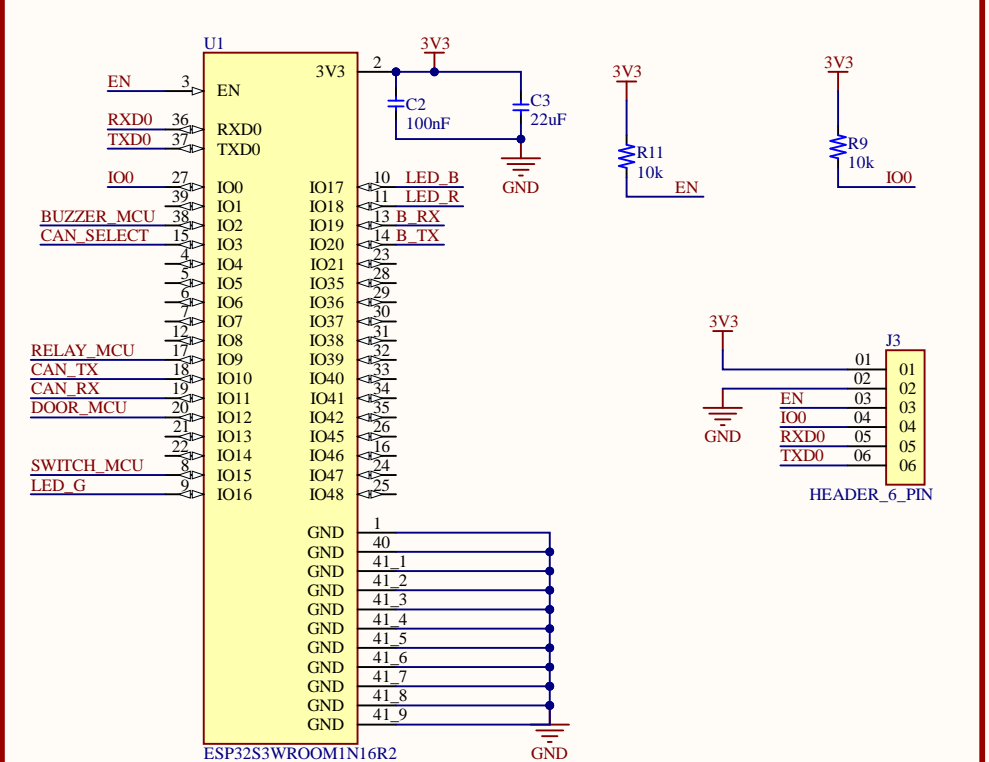 U1
3V3
3V3
2
3V3
3V3
EN
3
EN
C2
100nF
C3
22uF
GND
RXD0
36
RXD0
TXD0
37
TXD0
R11
10k
EN
R9
10k
IO0
IO0
27
IO0
IO17
10
LED_B
39
IO1
IO18
11
LED_R
BUZZER_MCU
38
IO2
IO19
13
B_RX
CAN_SELECT
15
IO3
IO20
14
B_TX
4
IO4
IO21
23
5
IO5
IO35
28
6
IO6
IO36
29
7
IO7
IO37
30
12
IO8
IO38
31
RELAY_MCU
17
IO9
IO39
32
CAN_TX
18
IO10
IO40
33
CAN_RX
19
IO11
IO41
34
DOOR_MCU
20
IO12
IO42
35
21
IO13
IO45
26
22
IO14
IO46
16
SWITCH_MCU
8
IO15
IO47
24
LED_G
9
IO16
IO48
25
3V3
J3
01
01
02
02
GND
EN
03
03
IO0
04
04
RXD0
05
05
TXD0
06
06
HEADER_6_PIN
GND
1
GND
40
GND
41_1
GND
41_2
GND
41_3
GND
41_4
GND
41_5
GND
41_6
GND
41_7
GND
41_8
GND
41_9
GND
ESP32S3WROOM1N16R2